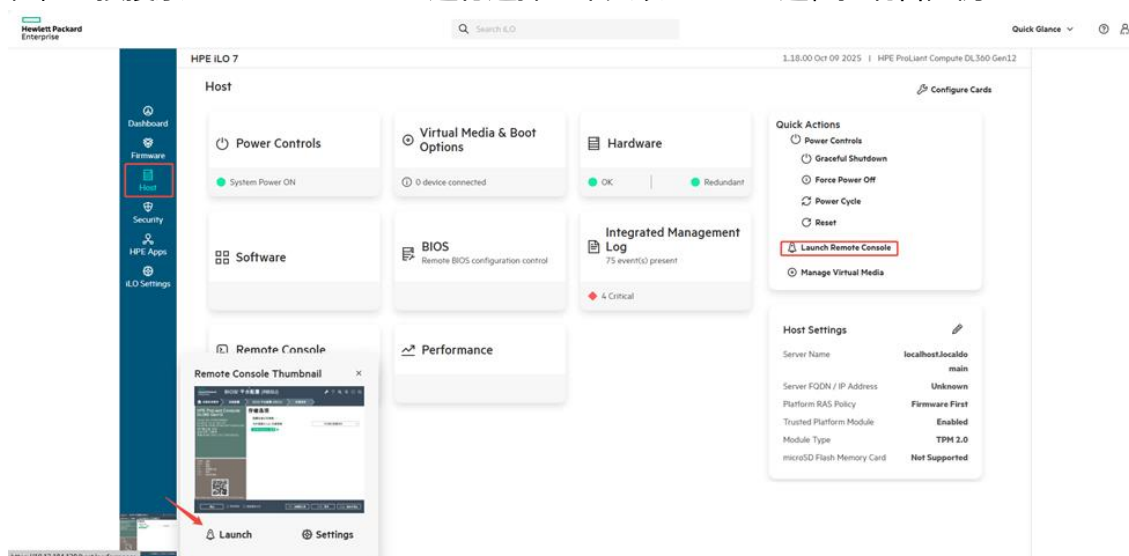 Hewlett Packard
Enterprise
Search iLO
Quick Glance
HPE iLO 7
1.18.00 Oct 09 2025 | HPE ProLiant Compute DL360 Gen12
Host
Configure Cards
Dashboard
Firmware
Host
Security
HPE Apps
iLO Settings
Power Controls
System Power ON
Virtual Media & Boot
Options
0 device connected
Hardware
OK
Redundant
Software
BIOS
Remote BIOS configuration control
Integrated Management
Log
75 event(s) present
4 Critical
Remote Console
Performance
Quick Actions
Power Controls
Graceful Shutdown
Force Power Off
Power Cycle
Reset
Launch Remote Console
Manage Virtual Media
Host Settings
Server Name localhost.localdo
main
Server FQDN / IP Address Unknown
Platform RAS Policy Firmware First
Trusted Platform Module Enabled
Module Type TPM 2.0
microSD Flash Memory Card Not Supported
Remote Console Thumbnail
Launch
Settings